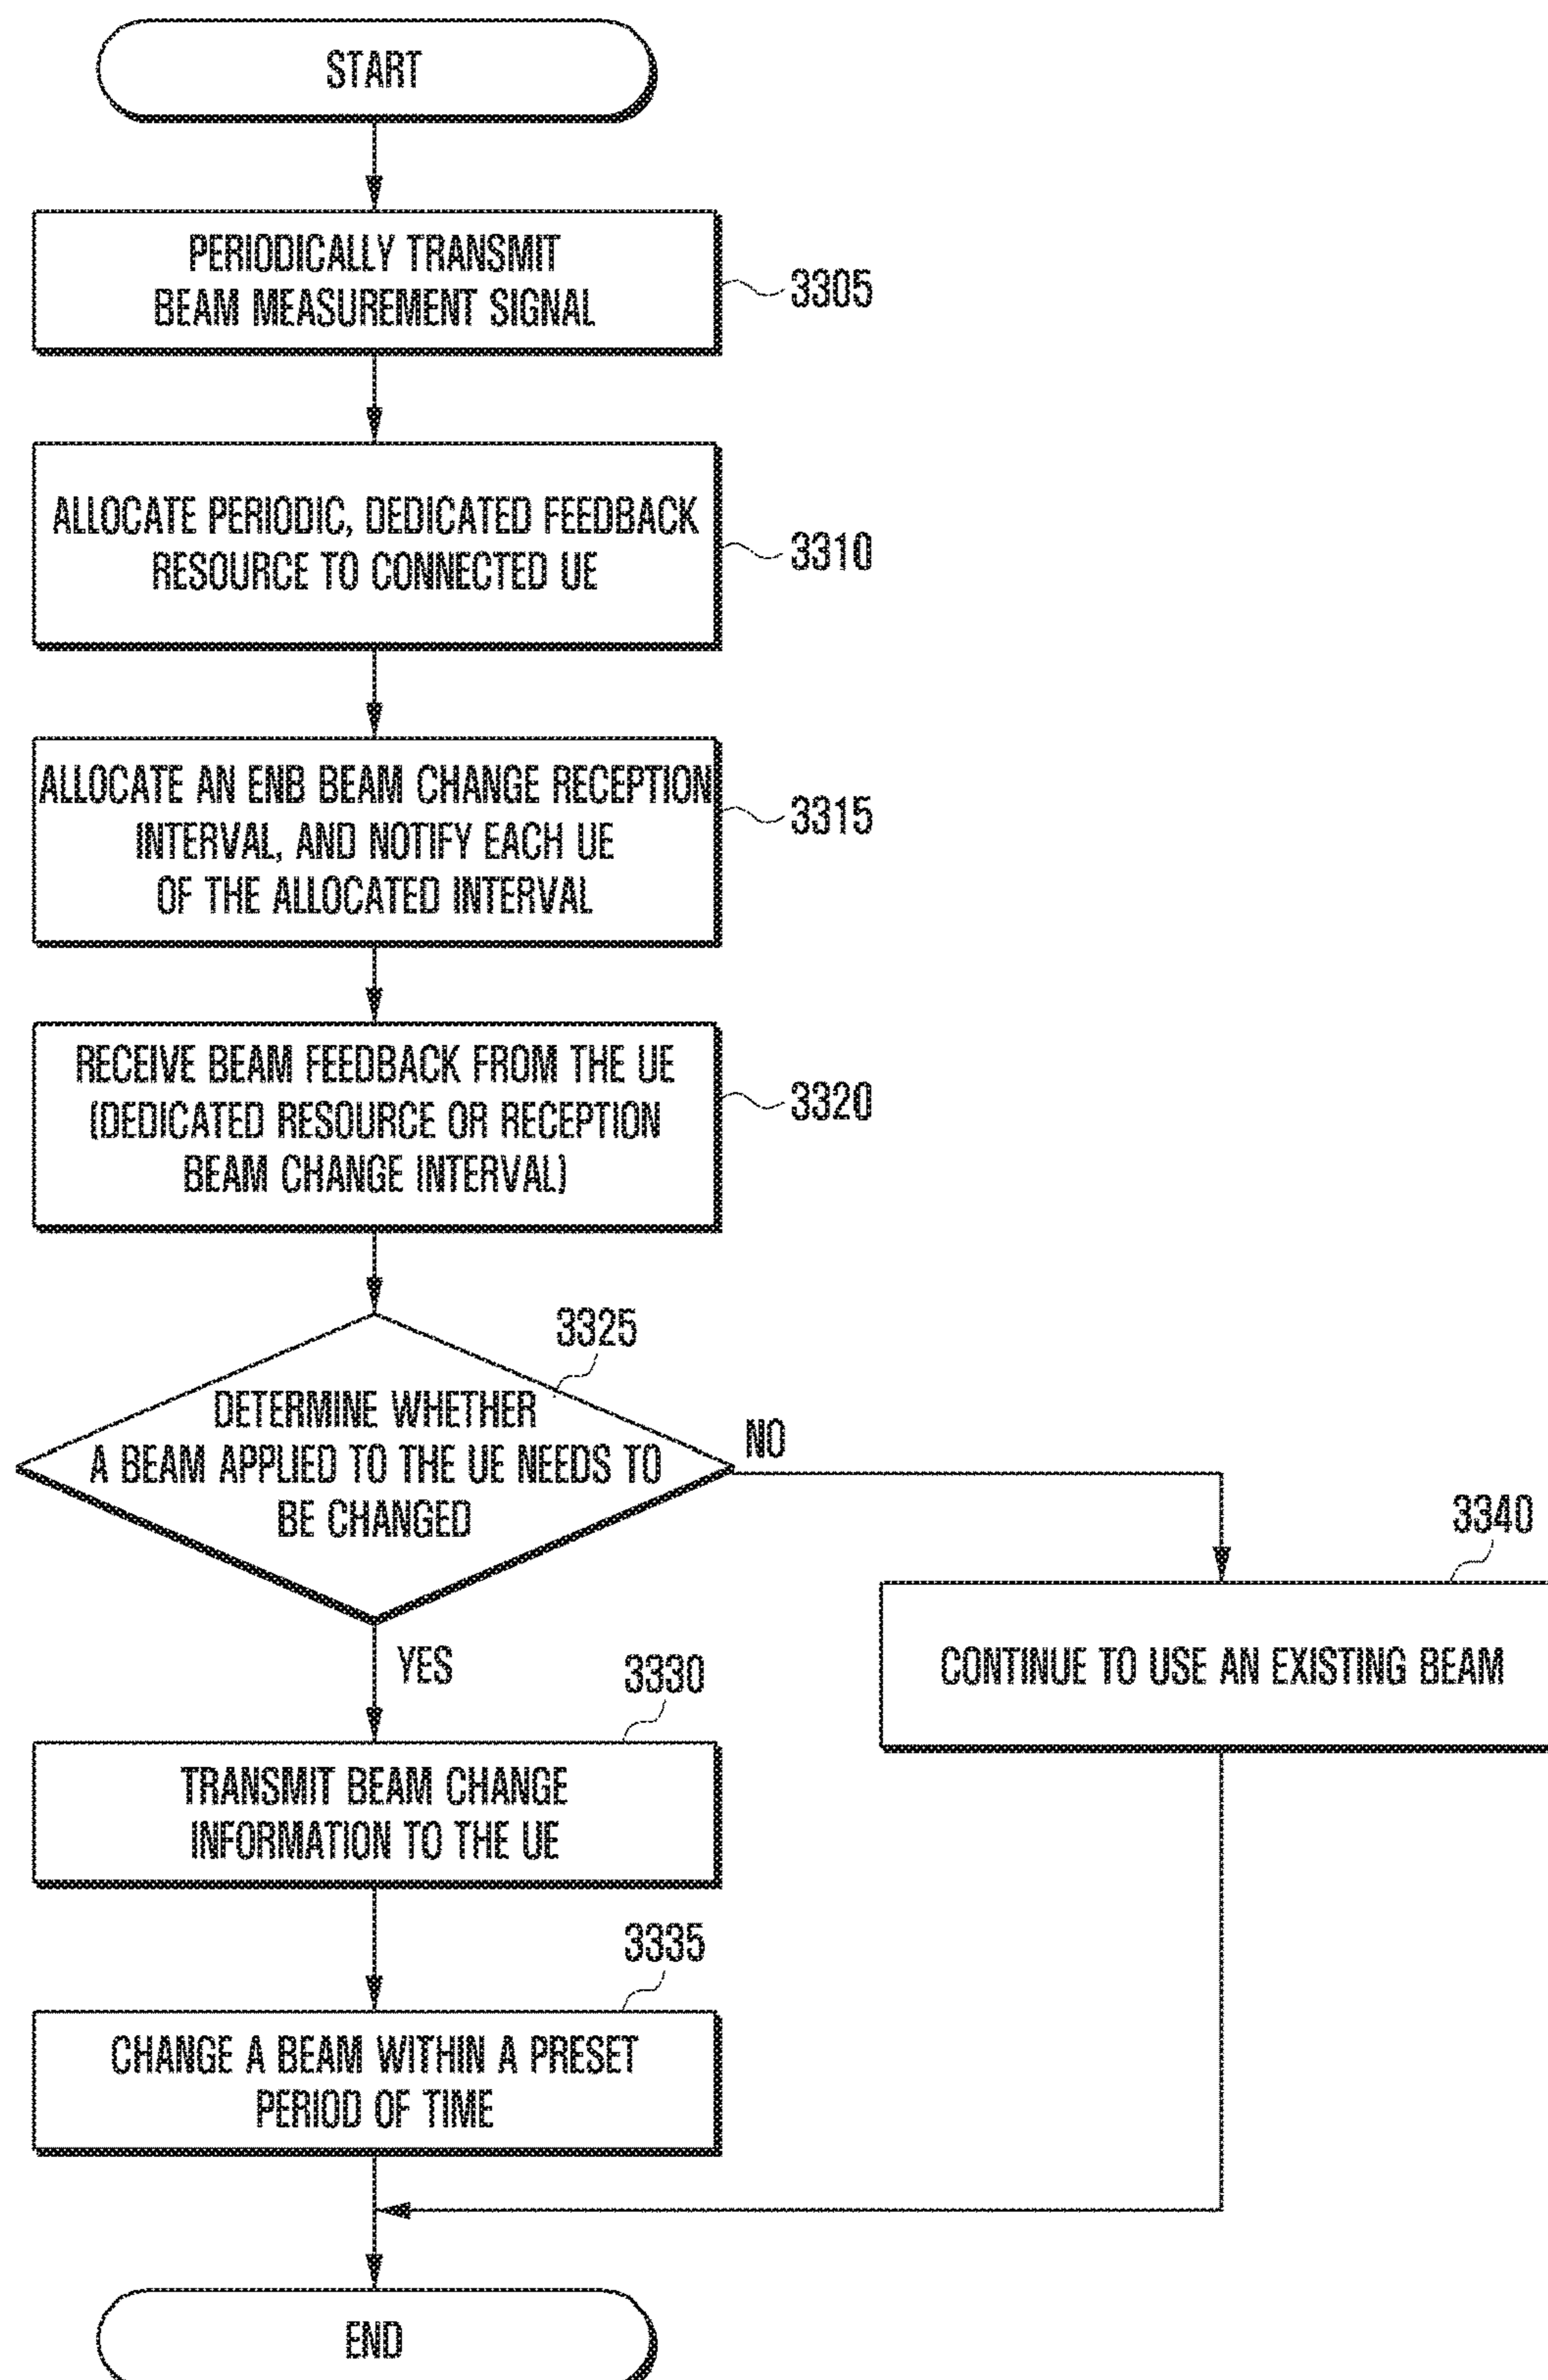 START
PERIODICALLY TRANSMIT
BEAM MEASUREMENT SIGNAL
3305
ALLOCATE PERIODIC, DEDICATED FEEDBACK
RESOURCE TO CONNECTED UE
3310
ALLOCATE AN ENB BEAM CHANGE RECEPTION
INTERVAL, AND NOTIFY EACH UE
OF THE ALLOCATED INTERVAL
3315
RECEIVE BEAM FEEDBACK FROM THE UE
(DEDICATED RESOURCE OR RECEPTION
BEAM CHANGE INTERVAL)
3320
3325
DETERMINE WHETHER
A BEAM APPLIED TO THE UE NEEDS TO
BE CHANGED
NO
3340
CONTINUE TO USE AN EXISTING BEAM
YES
3330
TRANSMIT BEAM CHANGE
INFORMATION TO THE UE
3335
CHANGE A BEAM WITHIN A PRESET
PERIOD OF TIME
END